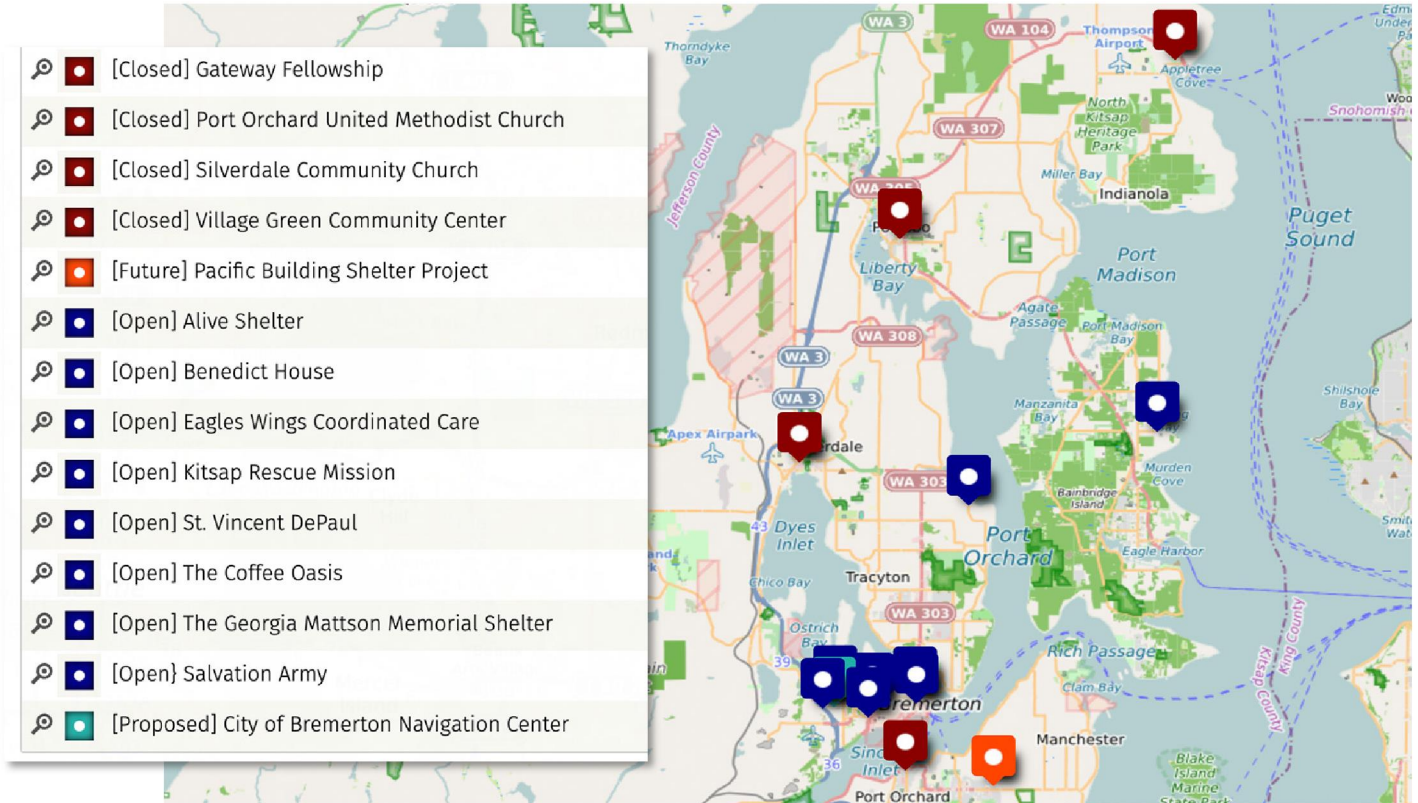 [Closed] Gateway Fellowship
[Closed] Port Orchard United Methodist Church
[Closed] Silverdale Community Church
[Closed] Village Green Community Center
[Future] Pacific Building Shelter Project
[Open] Alive Shelter
[Open] Benedict House
[Open] Eagles Wings Coordinated Care
[Open] Kitsap Rescue Mission
[Open] St. Vincent DePaul
[Open] The Coffee Oasis
[Open] The Georgia Mattson Memorial Shelter
[Open} Salvation Army
[Proposed] City of Bremerton Navigation Center
WA 3
WA 104
Thompson
Airport
Thorndyke
Bay
Appletree
Cove
Snohomish
North
Kitsap
Heritage
Park
WA 307
Jefferson County
Miller Bay
Indianola
Puget
Sound
Port
Madison
Liberty
Bay
Agate
Passage
Port Madison
Bay
WA 308
WA 3
WA 3
Manzanita
Bay
Shilshole
Bay
Apex Airpark
erdale
WA 303
Murden
Cove
Bainbridge
Island
43
Dyes
Inlet
Port
Orchard
Eagle Harbor
Chico Bay
Tracyton
WA 303
Ostrich
Bay
39
Rich Passage
Clam Bay
King County
Kitsap County
Bremerton
Manchester
Inlet
36
Port Orchard
Blake
Island
Marine
State Park